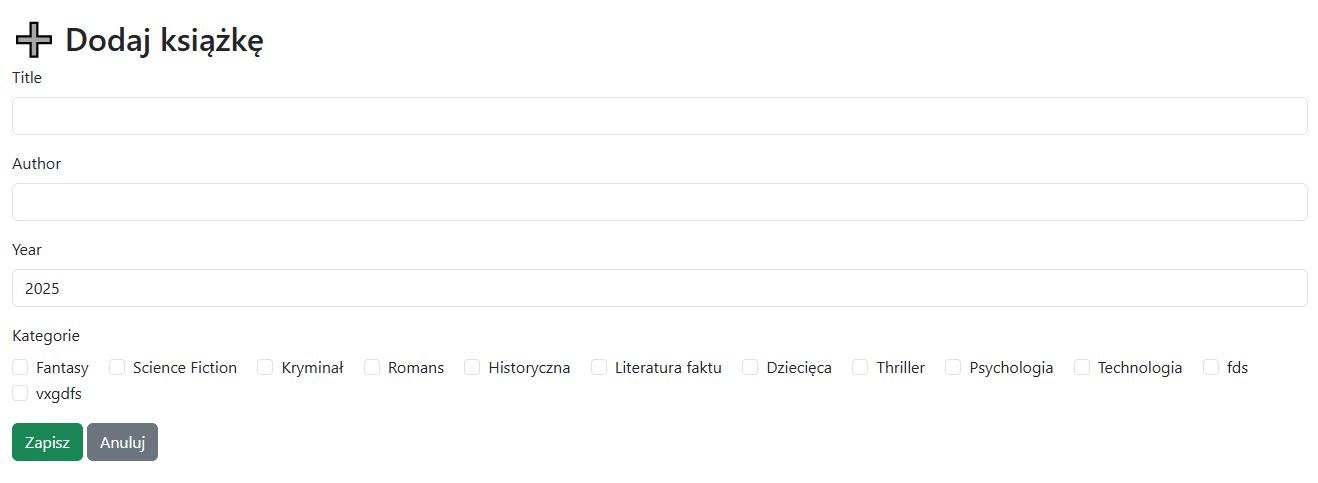 Dodaj książkę
Title
Author
Year
2025
Kategorie
Fantasy Science Fiction Kryminał Romans Historyczna Literatura faktu Dziecięca Thriller Psychologia Technologia fds
vxgdfs
Zapisz Anuluj